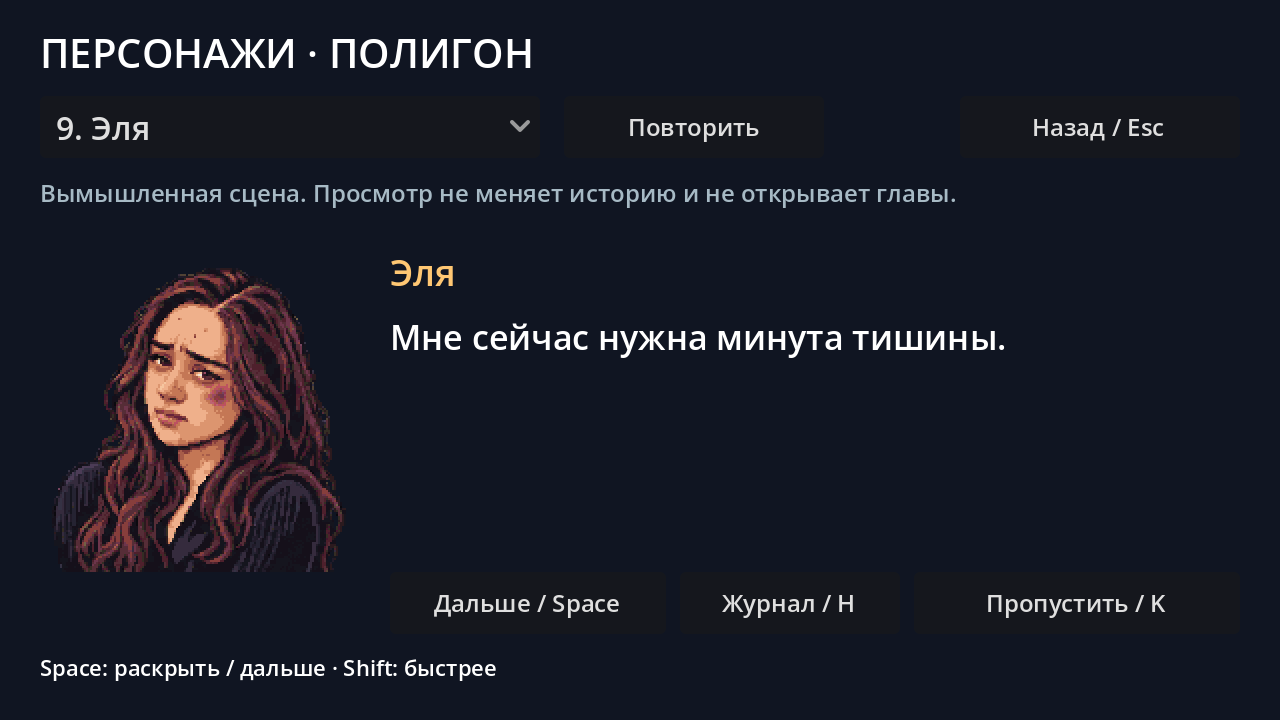 ПЕРСОНАЖИ · ПОЛИГОН
9. Эля
Повторить
Назад / Esc
Вымышленная сцена. Просмотр не меняет историю и не открывает главы.
Эля
Мне сейчас нужна минута тишины.
Дальше / Space
Журнал / H
Пропустить / K
Space: раскрыть / дальше · Shift: быстрее